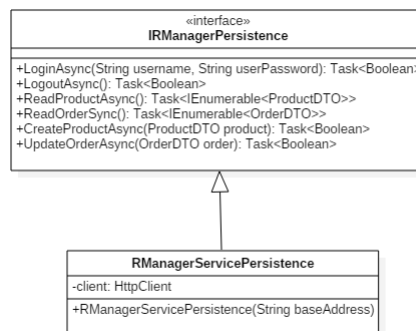 «interface»
IRManagerPersistence
+LoginAsync(String username, String userPassword): Task<Boolean>
+LogoutAsync(): Task<Boolean>
+ReadProductAsync(): Task<IEnumerable<ProductDTO>>
+ReadOrderSync(): Task<IEnumerable<OrderDTO>>
+CreateProductAsync(ProductDTO product): Task<Boolean>
+UpdateOrderAsync(OrderDTO order): Task<Boolean>
RManagerServicePersistence
-client: HttpClient
+RManagerServicePersistence(String baseAddress)